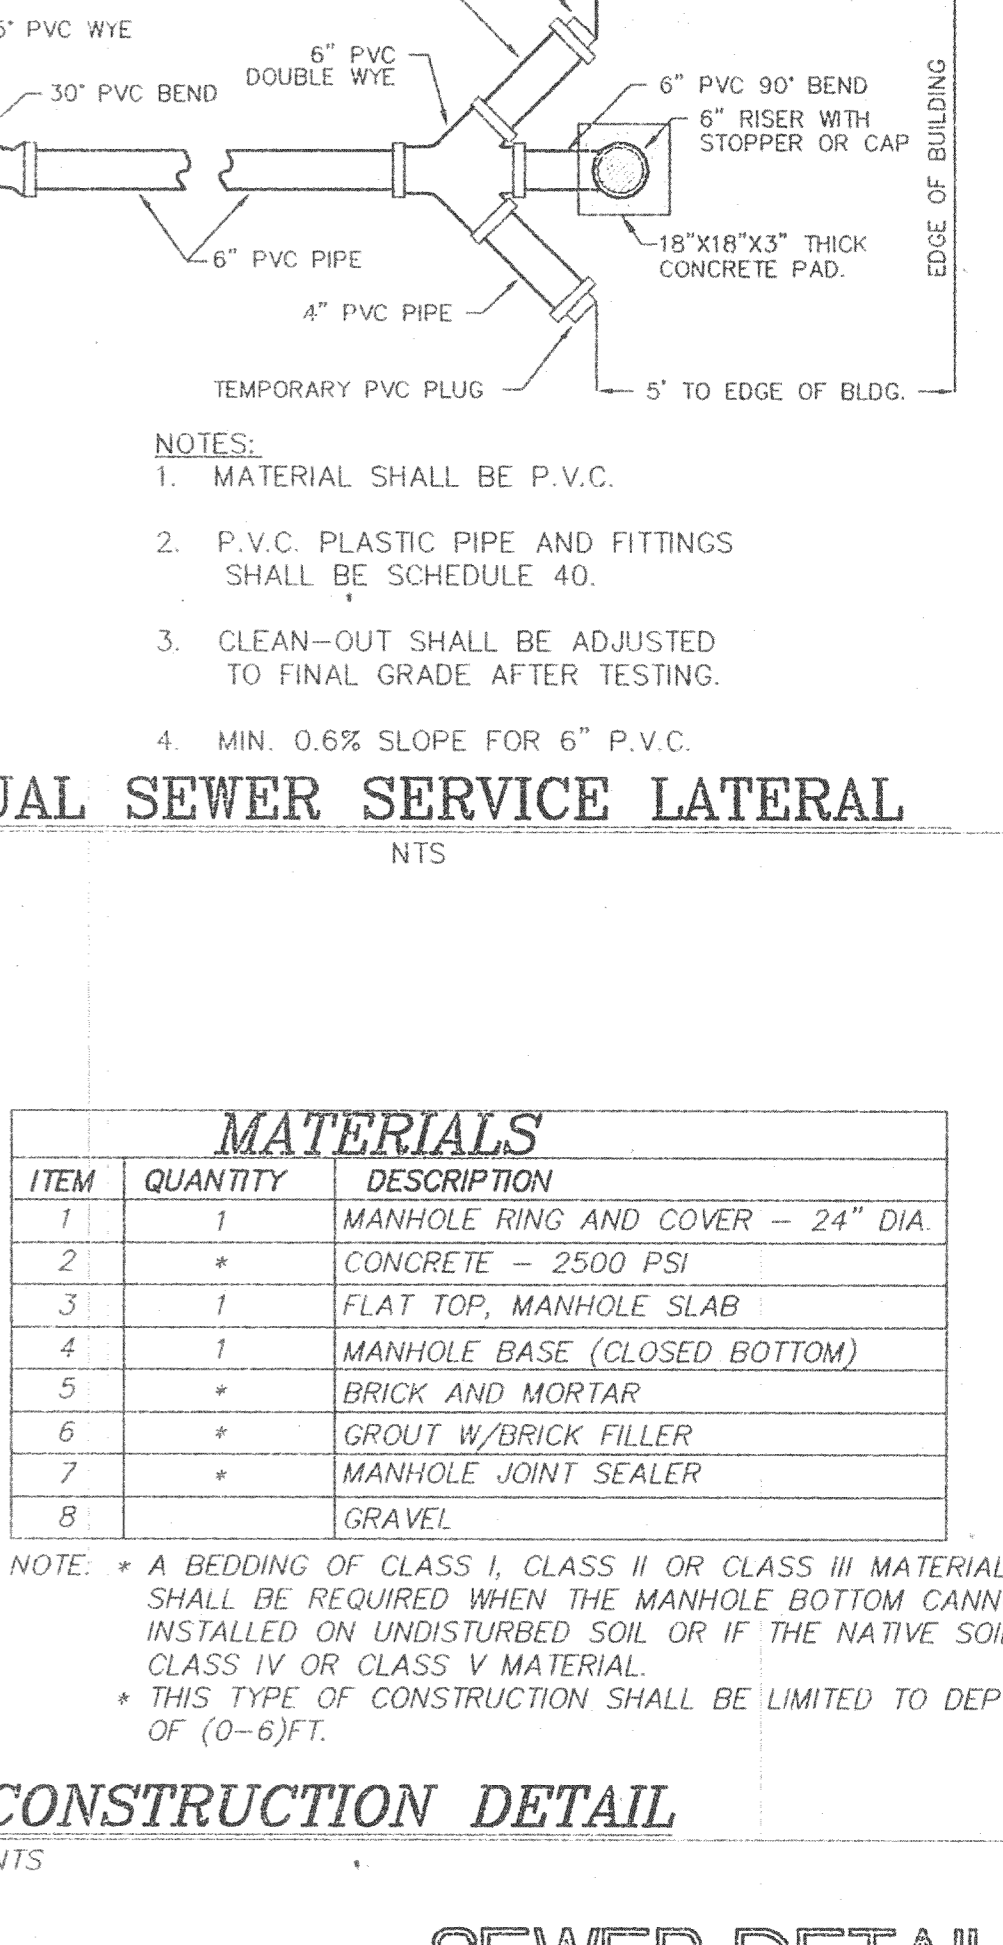 PVC WYE
6" PVC
DOUBLE WYE
30° PVC BEND
6" PVC 90° BEND
6" RISER WITH
STOPPER OR CAP
EDGE OF BUILDING
6" PVC PIPE
18"X18"X3" THICK
CONCRETE PAD.
4" PVC PIPE
TEMPORARY PVC PLUG
5' TO EDGE OF BLDG.
NOTES:
1. MATERIAL SHALL BE P.V.C.
2. P.V.C. PLASTIC PIPE AND FITTINGS
SHALL BE SCHEDULE 40.
3. CLEAN-OUT SHALL BE ADJUSTED
TO FINAL GRADE AFTER TESTING.
4. MIN. 0.6% SLOPE FOR 6" P.V.C.
UAL SEWER SERVICE LATERAL
NTS
MATERIALS
ITEM QUANTITY DESCRIPTION
1 1 MANHOLE RING AND COVER - 24" DIA.
2 * CONCRETE - 2500 PSI
3 1 FLAT TOP, MANHOLE SLAB
4 1 MANHOLE BASE (CLOSED BOTTOM)
5 * BRICK AND MORTAR
6 * GROUT W/BRICK FILLER
7 * MANHOLE JOINT SEALER
8 GRAVEL
NOTE: * A BEDDING OF CLASS I, CLASS II OR CLASS III MATERIAL
SHALL BE REQUIRED WHEN THE MANHOLE BOTTOM CANN
INSTALLED ON UNDISTURBED SOIL OR IF THE NATIVE SOI
CLASS IV OR CLASS V MATERIAL.
* THIS TYPE OF CONSTRUCTION SHALL BE LIMITED TO DEP
OF (0-6)FT.
CONSTRUCTION DETAIL
NTS
SEWER DETAIL